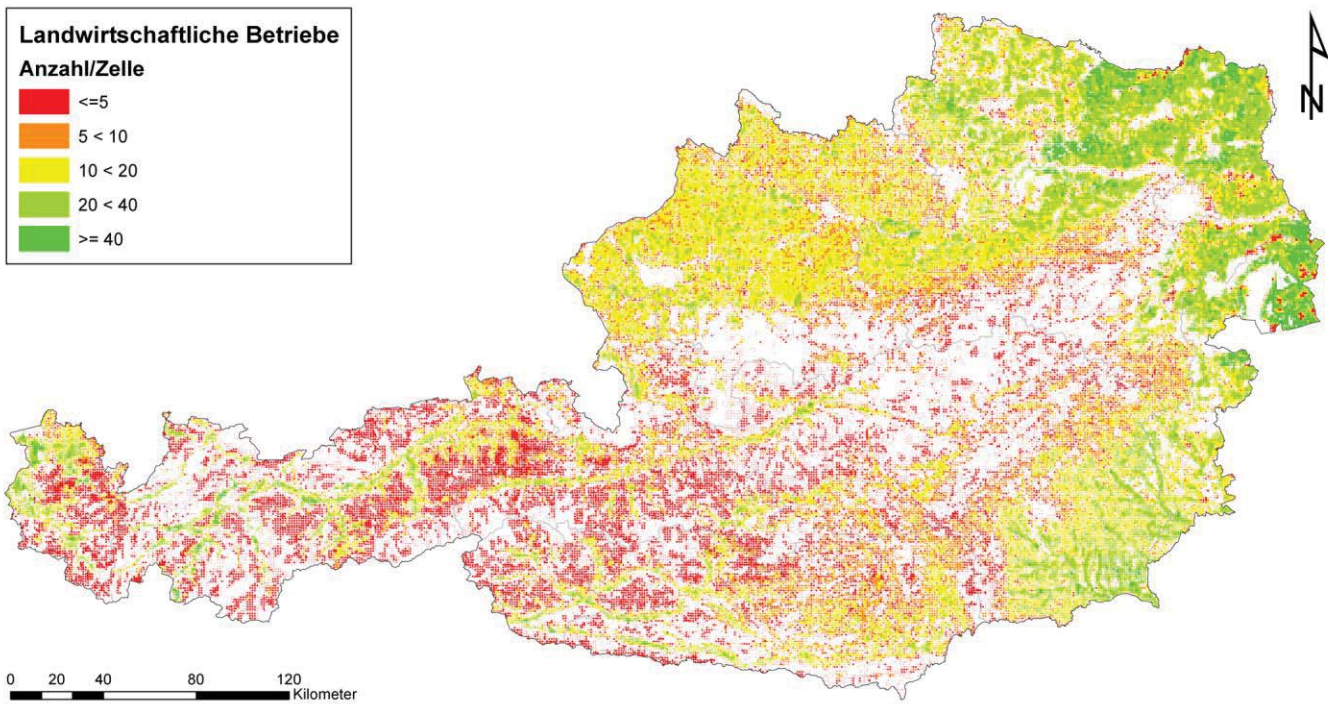 Landwirtschaftliche Betriebe
Anzahl/Zelle
<=5
5 < 10
10 < 20
20 < 40
>= 40
N
0 20 40 80 120
Kilometer